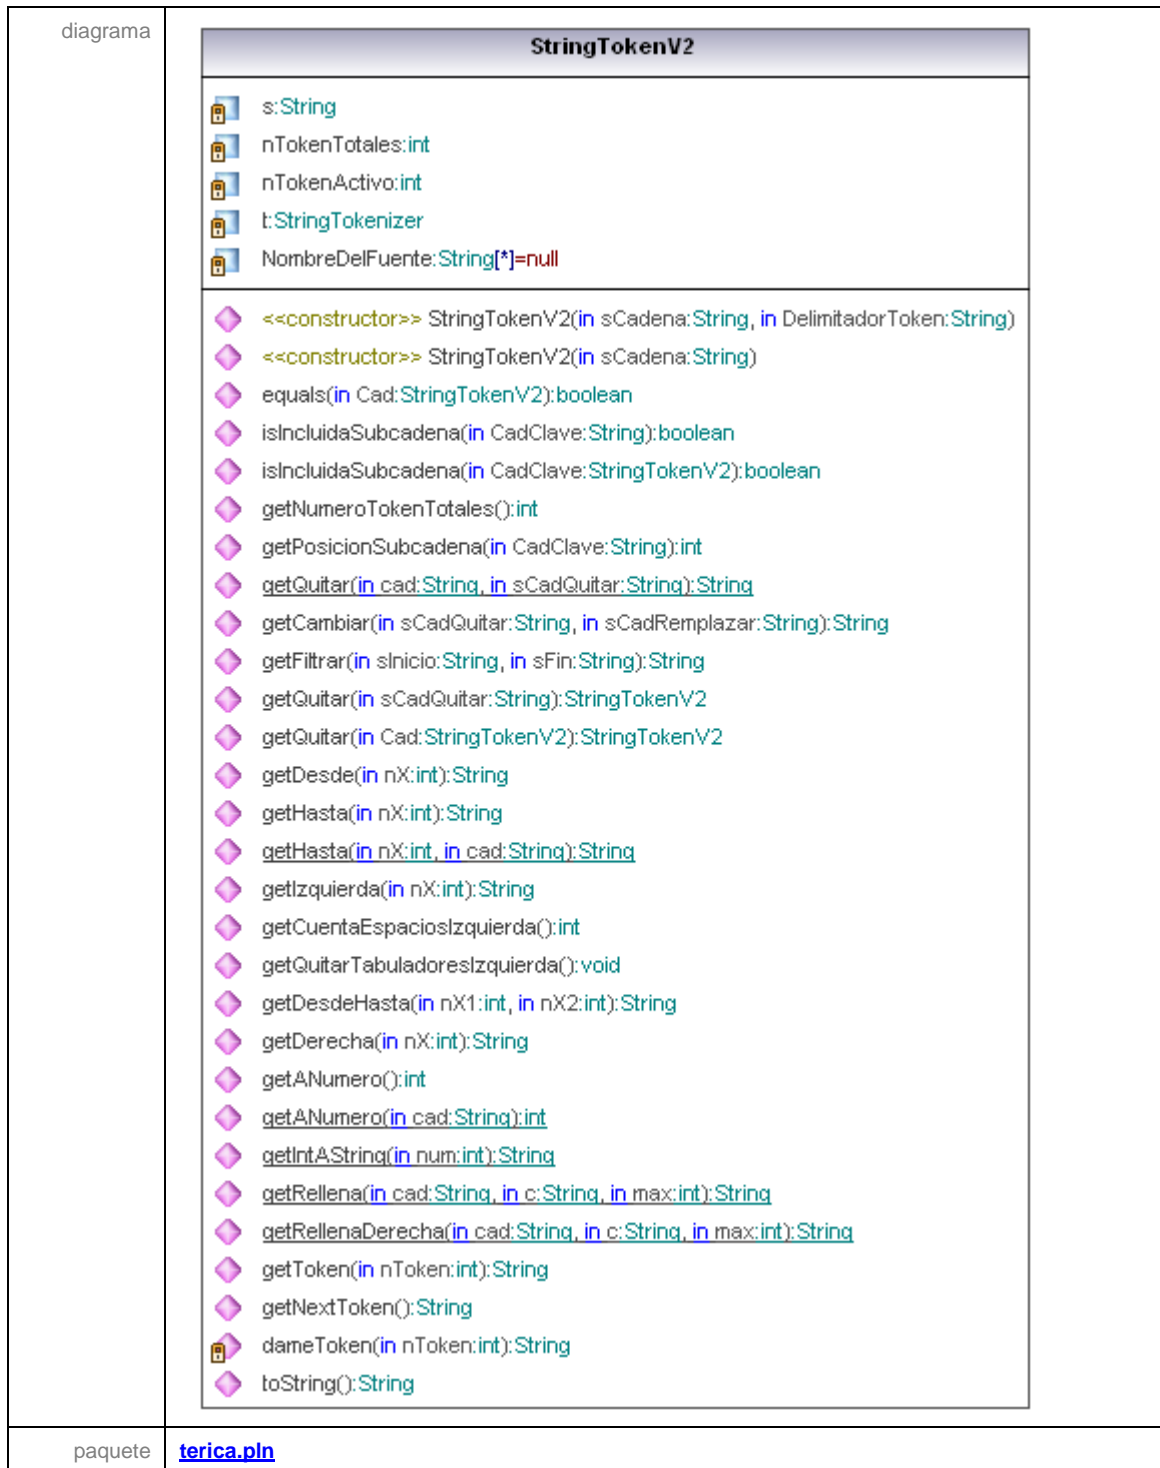 diagrama
StringTokenV2
s:String
nTokenTotales:int
nTokenActivo:int
t:StringTokenizer
NombreDelFuente:String[*]=null
<<constructor>> StringTokenV2(in sCadena:String, in DelimitadorToken:String)
<<constructor>> StringTokenV2(in sCadena:String)
equals(in Cad:StringTokenV2):boolean
isIncluidaSubcadena(in CadClave:String):boolean
isIncluidaSubcadena(in CadClave:StringTokenV2):boolean
getNumeroTokenTotales():int
getPosicionSubcadena(in CadClave:String):int
getQuitar(in cad:String, in sCadQuitar:String):String
getCambiar(in sCadQuitar:String, in sCadRemplazar:String):String
getFiltrar(in sInicio:String, in sFin:String):String
getQuitar(in sCadQuitar:String):StringTokenV2
getQuitar(in Cad:StringTokenV2):StringTokenV2
getDesde(in nX:int):String
getHasta(in nX:int):String
getHasta(in nX:int, in cad:String):String
getIzquierda(in nX:int):String
getCuentaEspaciosIzquierda():int
getQuitarTabuladoresIzquierda():void
getDesdeHasta(in nX1:int, in nX2:int):String
getDerecha(in nX:int):String
getANumero():int
getANumero(in cad:String):int
getIntAString(in num:int):String
getRellena(in cad:String, in c:String, in max:int):String
getRellenaDerecha(in cad:String, in c:String, in max:int):String
getToken(in nToken:int):String
getNextToken():String
dameToken(in nToken:int):String
toString():String
paquete terica.pln